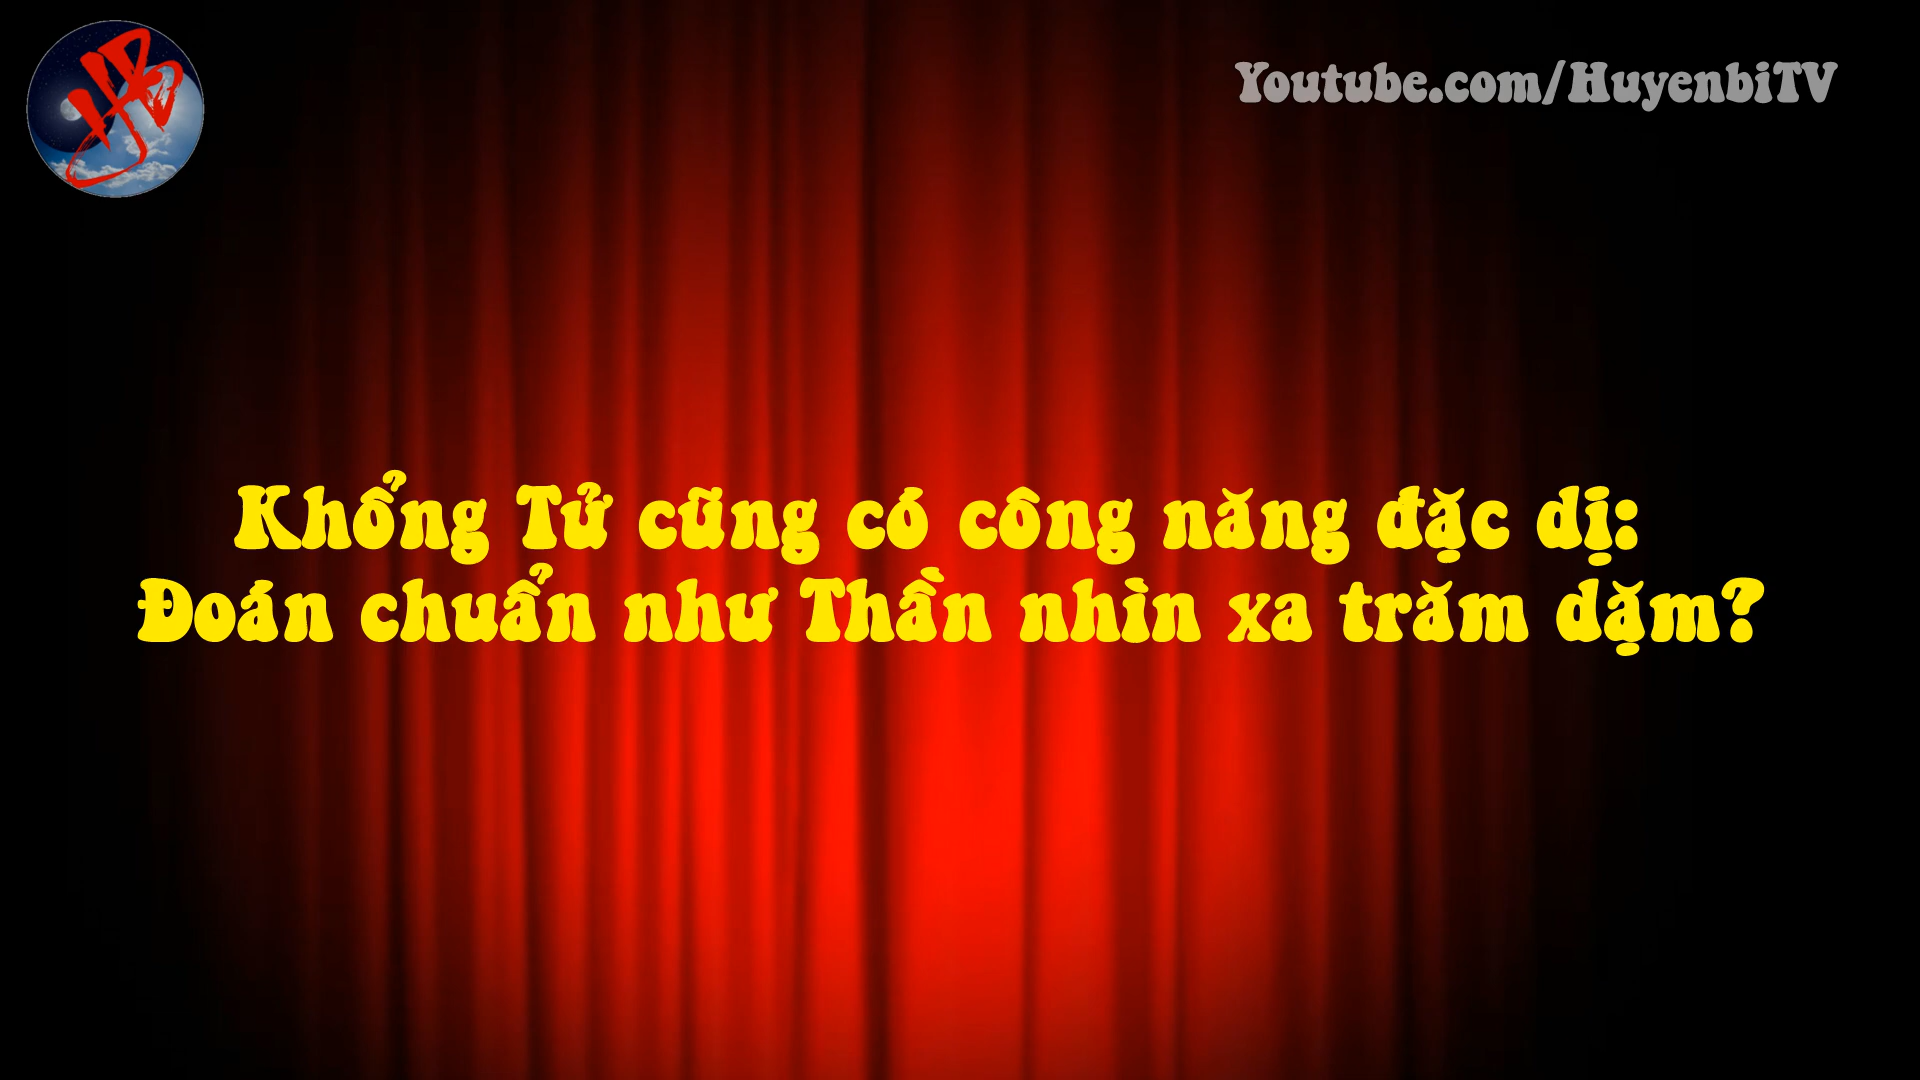 Youtube.com/HuyenbiTV
Khổng Tử cũng có công năng đặc dị:
Đoán chuẩn như Thần nhìn xa trăm dặm?